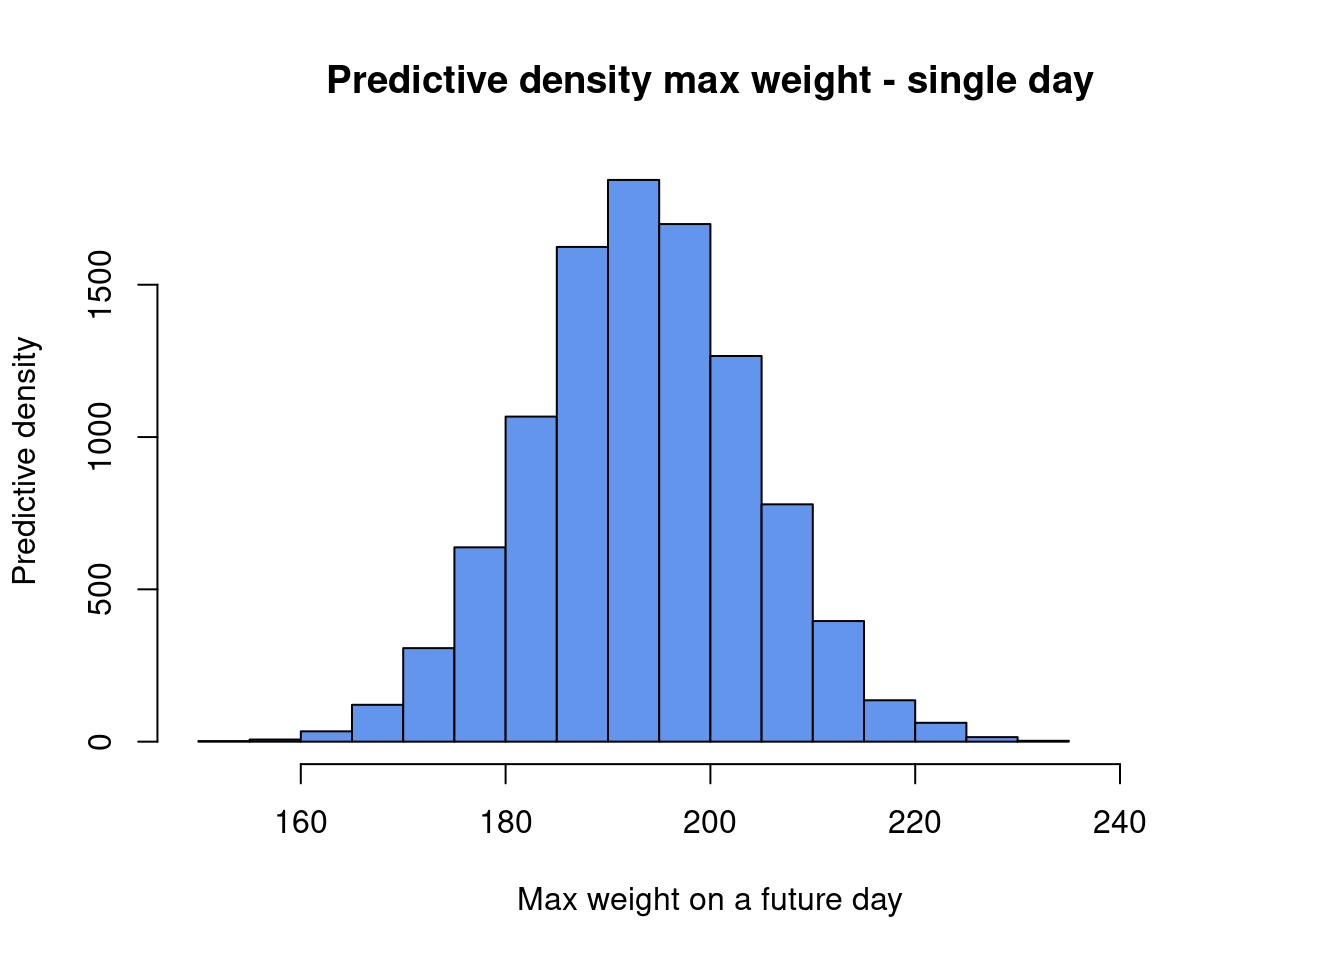 Predictive density max weight - single day
Predictive density
1500
1000
500
0
160 180 200 220 240
Max weight on a future day